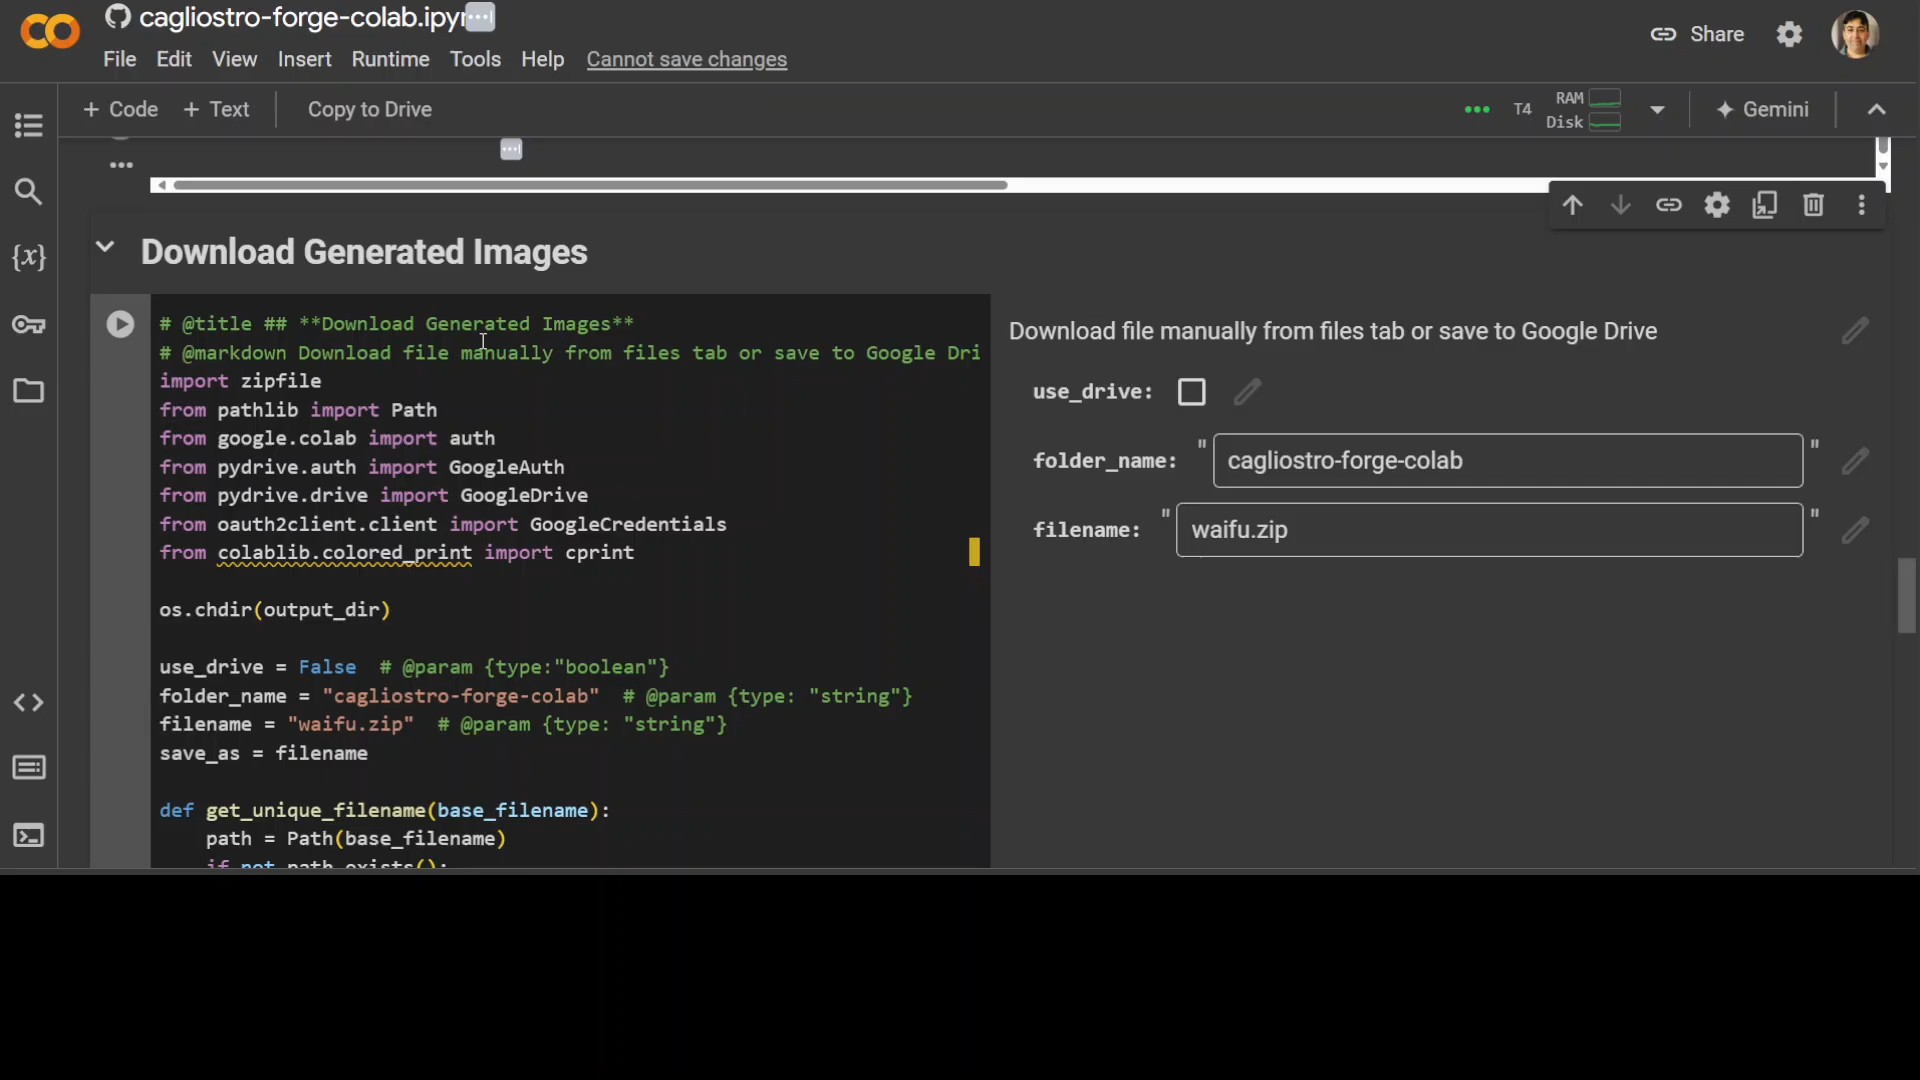 cagliostro-forge-colab.ipyn
File Edit View Insert Runtime Tools Help Cannot save changes
Share
+ Code + Text Copy to Drive
T4 RAM Disk Gemini
Download Generated Images
# @title ## **Download Generated Images**
# @markdown Download file manually from files tab or save to Google Dri
import zipfile
from pathlib import Path
from google.colab import auth
from pydrive.auth import GoogleAuth
from pydrive.drive import GoogleDrive
from oauth2client.client import GoogleCredentials
from colablib.colored_print import cprint
os.chdir(output_dir)
use_drive = False # @param {type:"boolean"}
folder_name = "cagliostro-forge-colab" # @param {type: "string"}
filename = "waifu.zip" # @param {type: "string"}
save_as = filename
def get_unique_filename(base_filename):
path = Path(base_filename)
if not path.exists():
Download file manually from files tab or save to Google Drive
use_drive:
folder_name: " cagliostro-forge-colab "
filename: " waifu.zip "